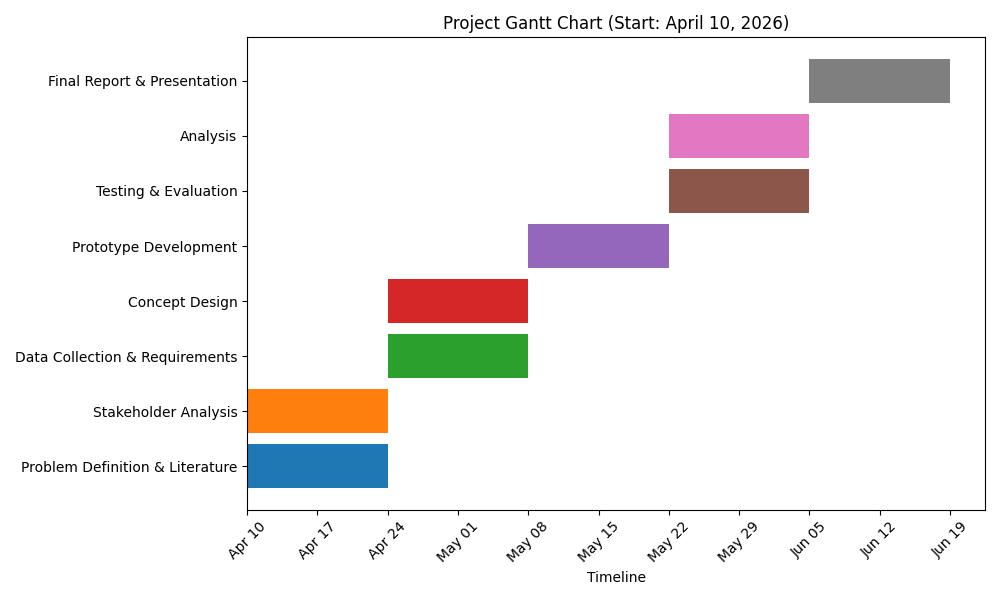 Project Gantt Chart (Start: April 10, 2026)
Final Report & Presentation
Analysis
Testing & Evaluation
Prototype Development
Concept Design
Data Collection & Requirements
Stakeholder Analysis
Problem Definition & Literature
Apr 10
Apr 17
Apr 24
May 01
May 08
May 15
May 22
May 29
Jun 05
Jun 12
Jun 19
Timeline